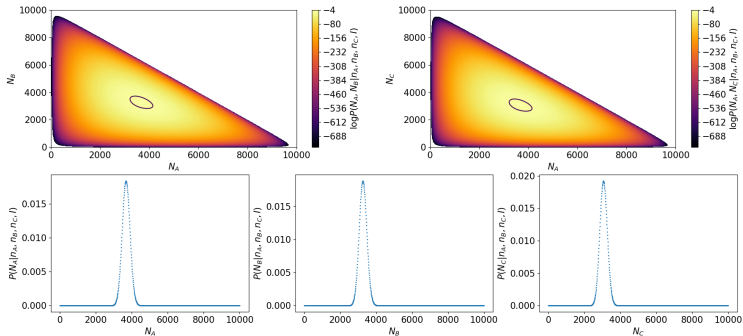 10000
8000
6000
4000
2000
0
N_B
0 2000 4000 6000 8000 10000
N_A
−4
−80
−156
−232
−308
−384
−460
−536
−612
−688
logP(N_A, N_B|n_A, n_B, n_C, I)
10000
8000
6000
4000
2000
0
N_C
0 2000 4000 6000 8000 10000
N_A
−4
−80
−156
−232
−308
−384
−460
−536
−612
−688
logP(N_A, N_C|n_A, n_B, n_C, I)
0.015
0.010
0.005
0.000
P(N_A|n_A, n_B, n_C, I)
0 2000 4000 6000 8000 10000
N_A
0.015
0.010
0.005
0.000
P(N_B|n_A, n_B, n_C, I)
0 2000 4000 6000 8000 10000
N_B
0.020
0.015
0.010
0.005
0.000
P(N_C|n_A, n_B, n_C, I)
0 2000 4000 6000 8000 10000
N_C